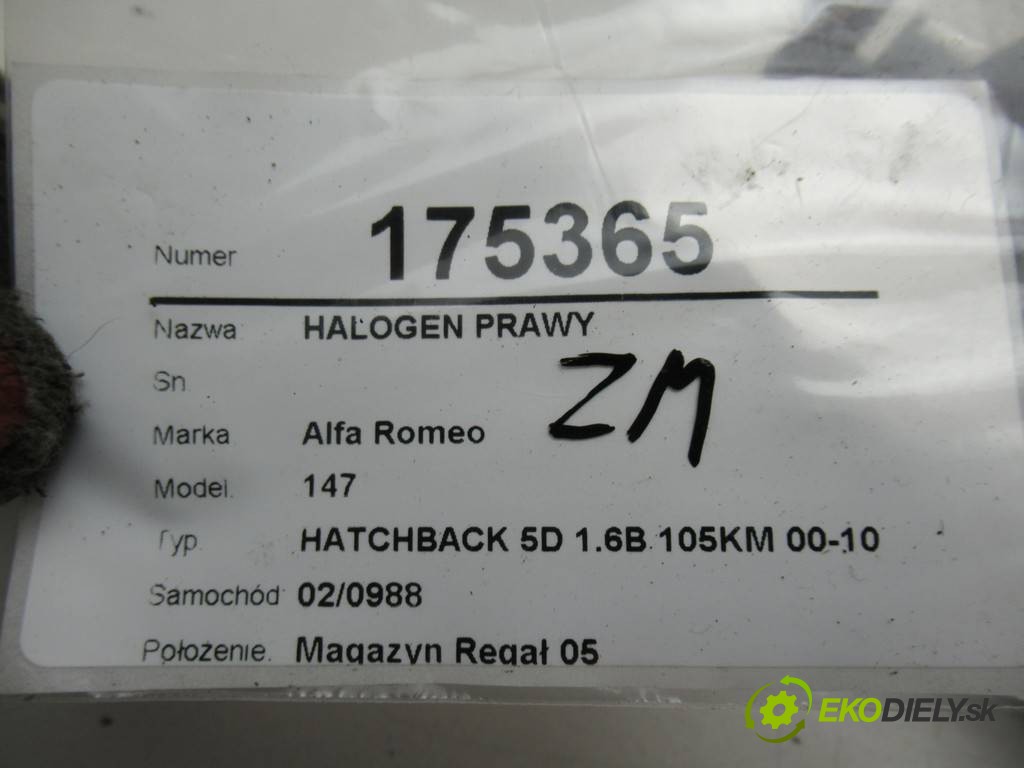 Numer 175365
Nazwa HALOGEN PRAWY
Sn
ZM
Marka Alfa Romeo
Model. 147
Typ HATCHBACK 5D 1.6B 105KM 00-10
Samochód 02/0988
Położenie. Magazyn Regał 05
EKODIELY.sk